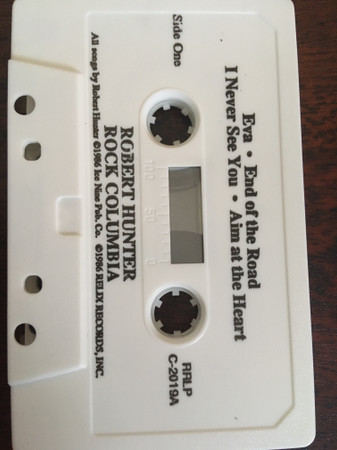 Eva • End of the Road
I Never See You • Aim at the Heart
Side One
RRLP
C-2019A
100 50 0
ROBERT HUNTER
ROCK COLUMBIA
All songs by Robert Hunter ©1986 Ice Nine Pub. Co. ©1986 RELIX RECORDS, INC.